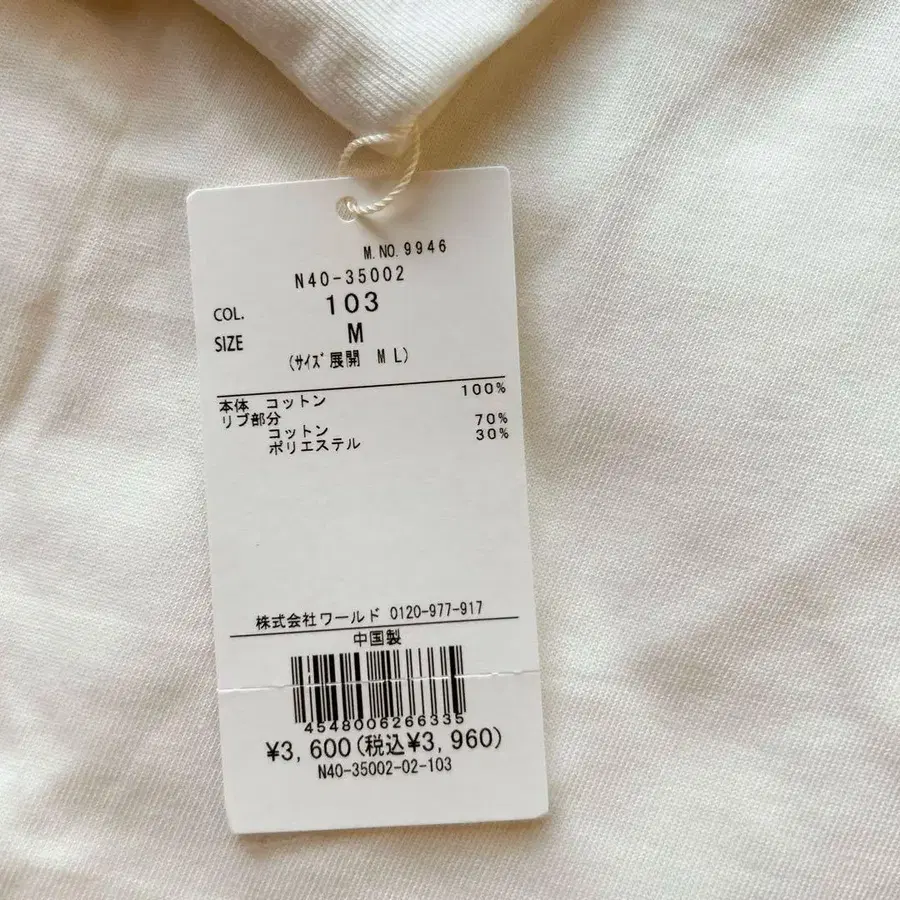 M.NO.9946
N40-35002
COL. 103
SIZE M
(ｻｲｽﾞ展開 M L)
本体 コットン 100%
リブ部分
コットン 70%
ポリエステル 30%
株式会社ワールド 0120-977-917
中国製
4548006266335
¥3,600(税込¥3,960)
N40-35002-02-103